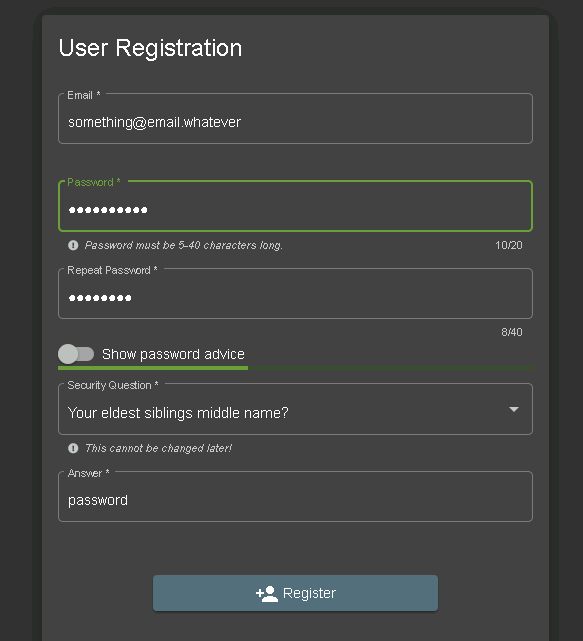 User Registration
Email *
something@email.whatever
Password *
••••••••••
Password must be 5-40 characters long.
10/20
Repeat Password *
••••••••
8/40
Show password advice
Security Question *
Your eldest siblings middle name?
This cannot be changed later!
Answer *
password
Register